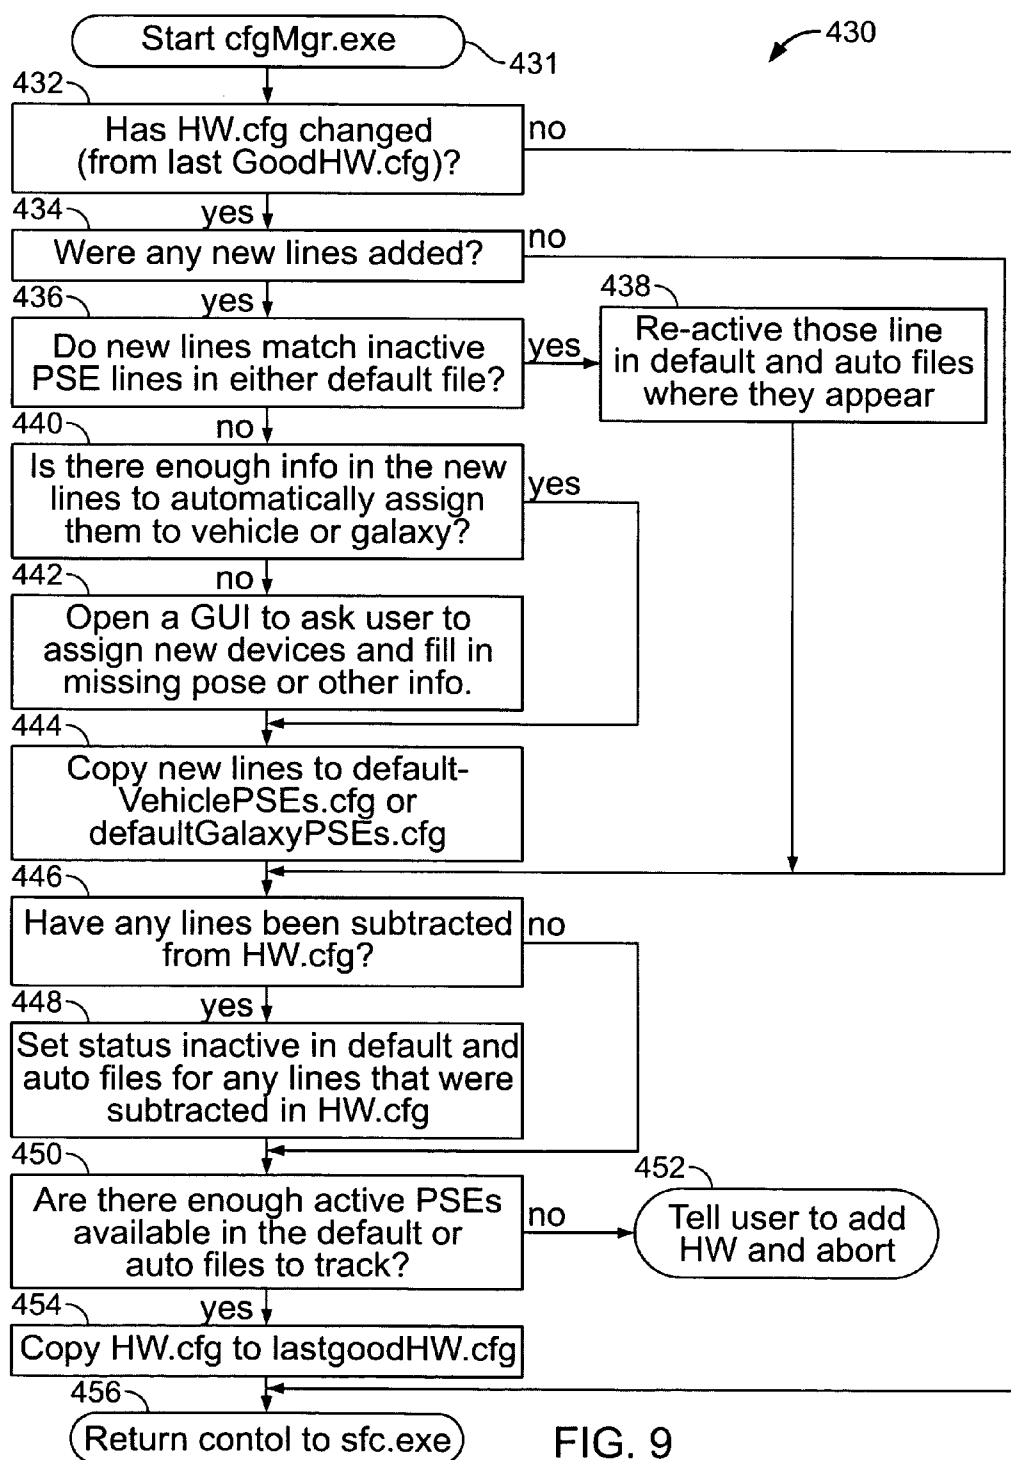 Start cfgMgr.exe
431
430
432
Has HW.cfg changed
(from last GoodHW.cfg)?
no
yes
434
Were any new lines added?
no
yes
436
Do new lines match inactive
PSE lines in either default file?
yes
438
Re-active those line
in default and auto files
where they appear
no
440
Is there enough info in the new
lines to automatically assign
them to vehicle or galaxy?
yes
no
442
Open a GUI to ask user to
assign new devices and fill in
missing pose or other info.
444
Copy new lines to default-
VehiclePSEs.cfg or
defaultGalaxyPSEs.cfg
446
Have any lines been subtracted
from HW.cfg?
no
yes
448
Set status inactive in default and
auto files for any lines that were
subtracted in HW.cfg
450
Are there enough active PSEs
available in the default or
auto files to track?
no
452
Tell user to add
HW and abort
yes
454
Copy HW.cfg to lastgoodHW.cfg
456
Return contol to sfc.exe
FIG. 9